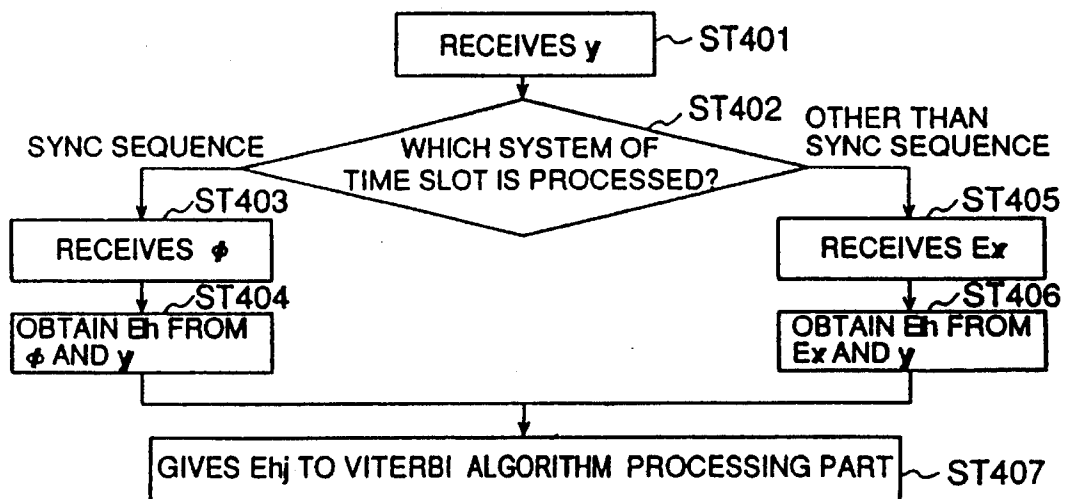 RECEIVES y
ST401
ST402
WHICH SYSTEM OF
TIME SLOT IS PROCESSED?
SYNC SEQUENCE
OTHER THAN
SYNC SEQUENCE
ST403
RECEIVES ϕ
ST404
OBTAIN Eh FROM
ϕ AND y
ST405
RECEIVES Ex
ST406
OBTAIN Eh FROM
Ex AND y
GIVES Ehj TO VITERBI ALGORITHM PROCESSING PART
ST407